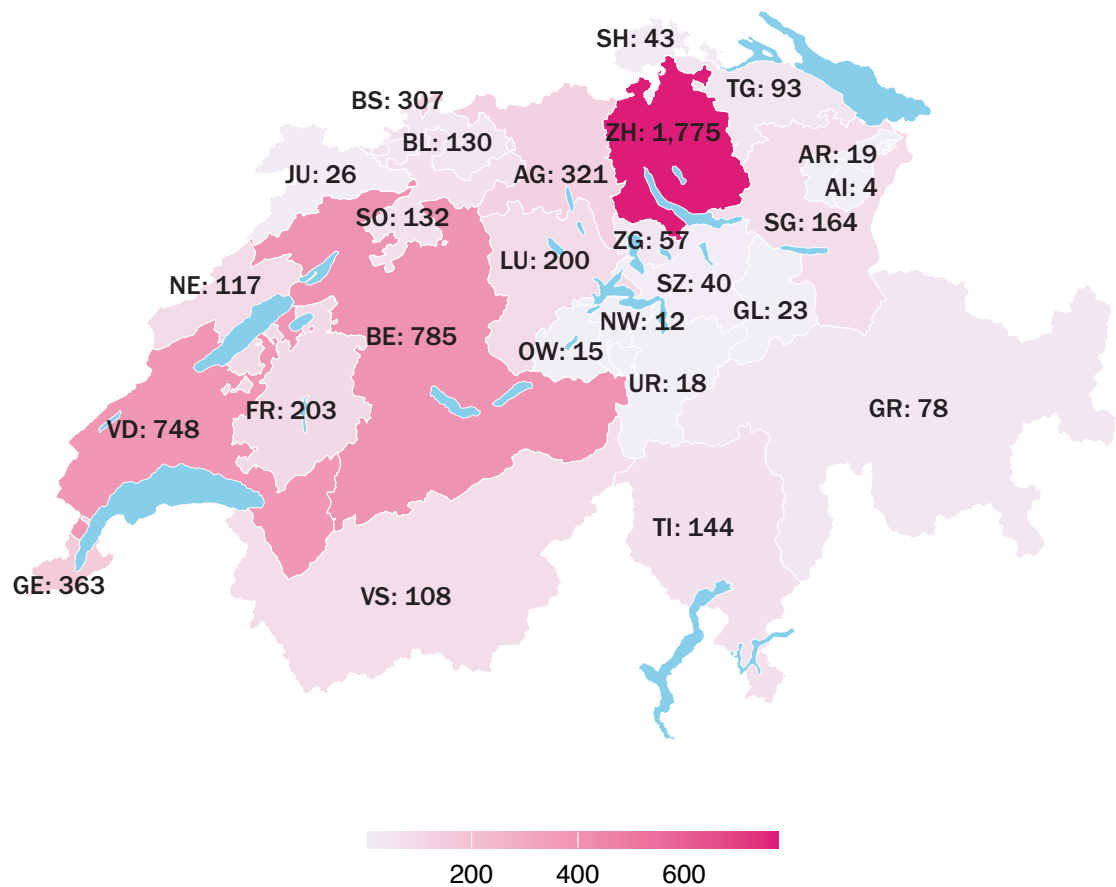 SH: 43
TG: 93
BS: 307
ZH: 1,775
BL: 130
AR: 19
JU: 26
AG: 321
AI: 4
SO: 132
SG: 164
ZG: 57
LU: 200
NE: 117
SZ: 40
GL: 23
NW: 12
BE: 785
OW: 15
UR: 18
FR: 203
GR: 78
VD: 748
TI: 144
GE: 363
VS: 108
200 400 600